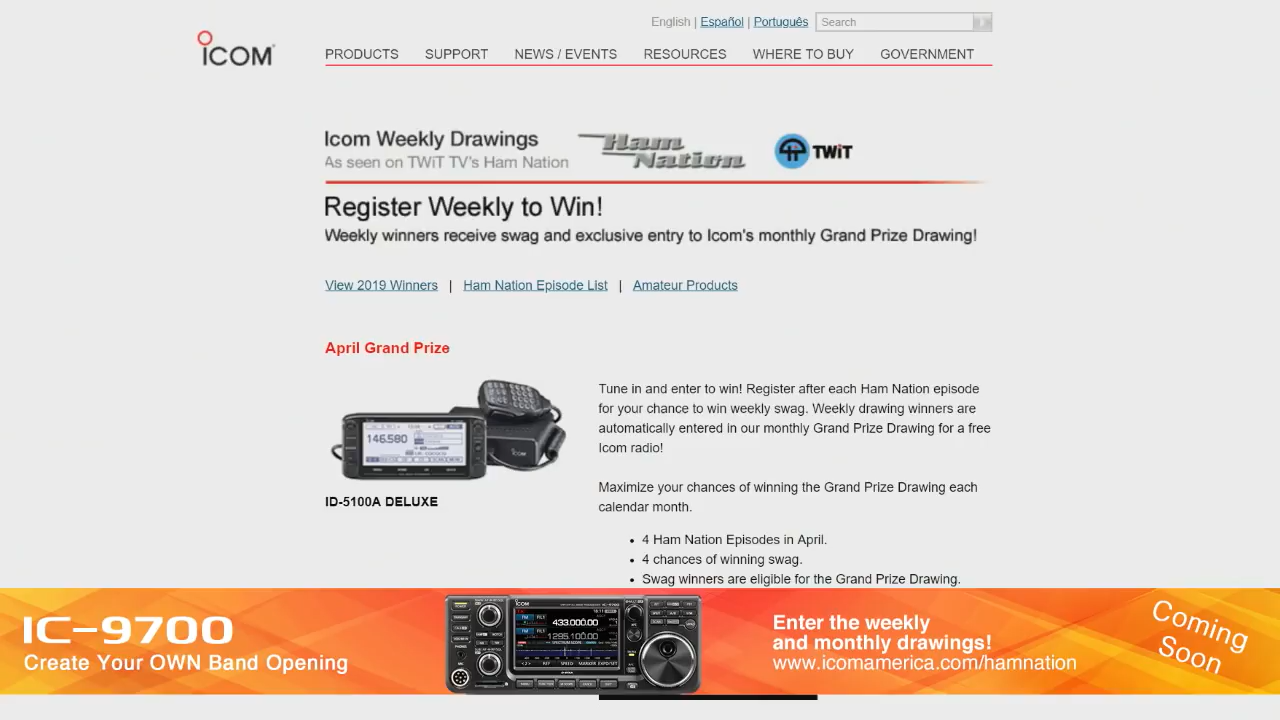 English | Español | Português Search
ICOM
PRODUCTS SUPPORT NEWS / EVENTS RESOURCES WHERE TO BUY GOVERNMENT
Icom Weekly Drawings
As seen on TWiT TV's Ham Nation
Ham Nation
TWiT
Register Weekly to Win!
Weekly winners receive swag and exclusive entry to Icom's monthly Grand Prize Drawing!
View 2019 Winners | Ham Nation Episode List | Amateur Products
April Grand Prize
146.580
ICOM
ID-5100A DELUXE
Tune in and enter to win! Register after each Ham Nation episode
for your chance to win weekly swag. Weekly drawing winners are
automatically entered in our monthly Grand Prize Drawing for a free
Icom radio!
Maximize your chances of winning the Grand Prize Drawing each
calendar month.
• 4 Ham Nation Episodes in April.
• 4 chances of winning swag.
• Swag winners are eligible for the Grand Prize Drawing.
IC-9700
Create Your OWN Band Opening
ICOM
IC-9700
433.000.00
1295.100.00
Enter the weekly
and monthly drawings!
www.icomamerica.com/hamnation
Coming
Soon